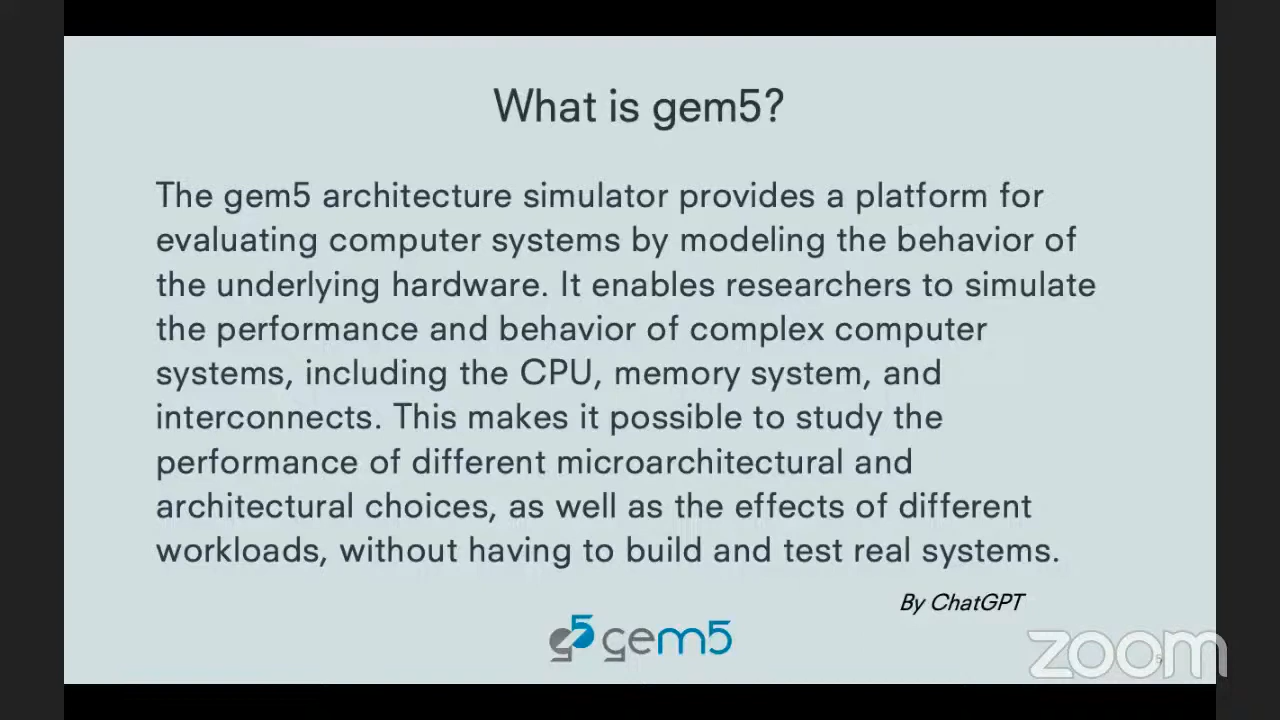 What is gem5?
The gem5 architecture simulator provides a platform for
evaluating computer systems by modeling the behavior of
the underlying hardware. It enables researchers to simulate
the performance and behavior of complex computer
systems, including the CPU, memory system, and
interconnects. This makes it possible to study the
performance of different microarchitectural and
architectural choices, as well as the effects of different
workloads, without having to build and test real systems.
By ChatGPT
g5 gem5
zoom